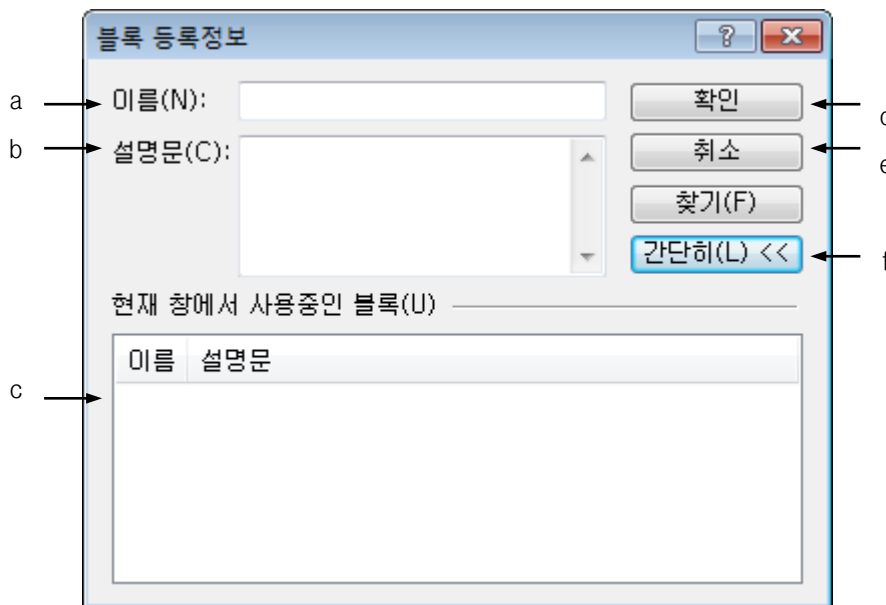 블록 등록정보
a 이름(N): 확인
b 설명문(C): 취소
찾기(F)
간단히(L) <<
현재 창에서 사용중인 블록(U)
이름 설명문
c